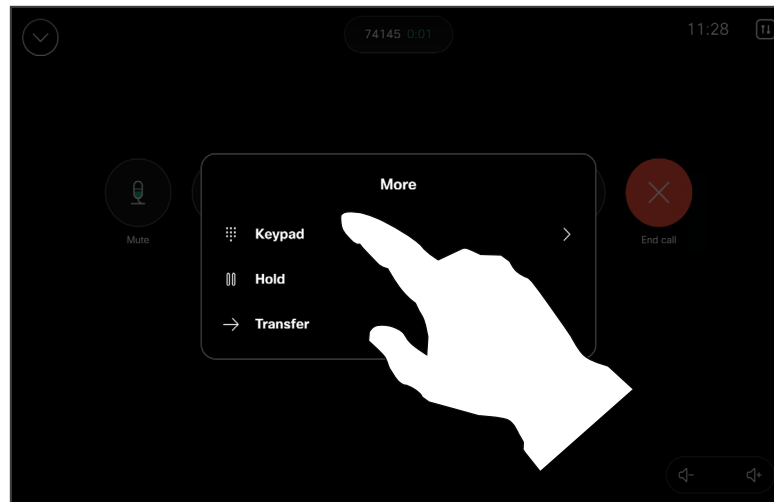 74145 0:01
11:28
More
Keypad
Hold
Transfer
Mute
End call